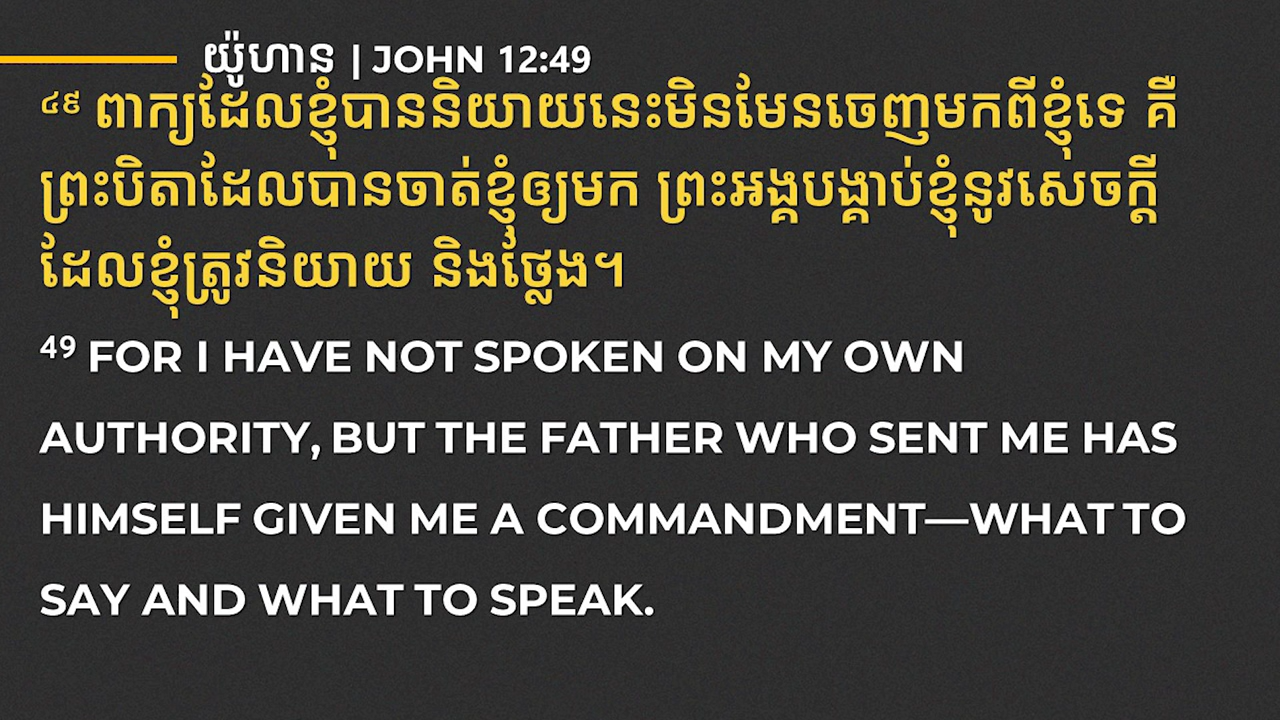 យ៉ូហាន | JOHN 12:49
៤៩ ពាក្យដែលខ្ញុំបាននិយាយនេះមិនមែនចេញមកពីខ្ញុំទេ គឺ
ព្រះបិតាដែលបានចាត់ខ្ញុំឲ្យមក ព្រះអង្គបង្គាប់ខ្ញុំនូវសេចក្ដី
ដែលខ្ញុំត្រូវនិយាយ និងថ្លែង។
49 FOR I HAVE NOT SPOKEN ON MY OWN
AUTHORITY, BUT THE FATHER WHO SENT ME HAS
HIMSELF GIVEN ME A COMMANDMENT—WHAT TO
SAY AND WHAT TO SPEAK.